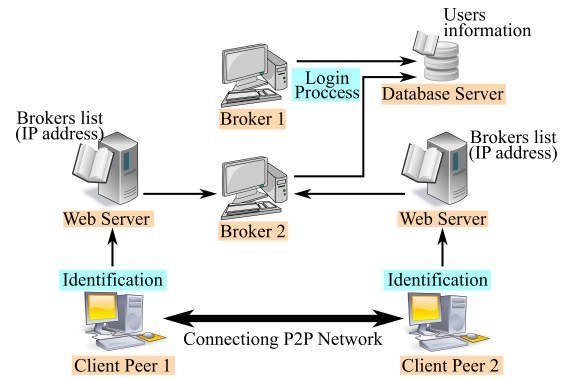 Users
information
Login
Proccess
Database Server
Broker 1
Brokers list
(IP address)
Brokers list
(IP address)
Web Server
Broker 2
Web Server
Identification
Identification
Connectiong P2P Network
Client Peer 1
Client Peer 2